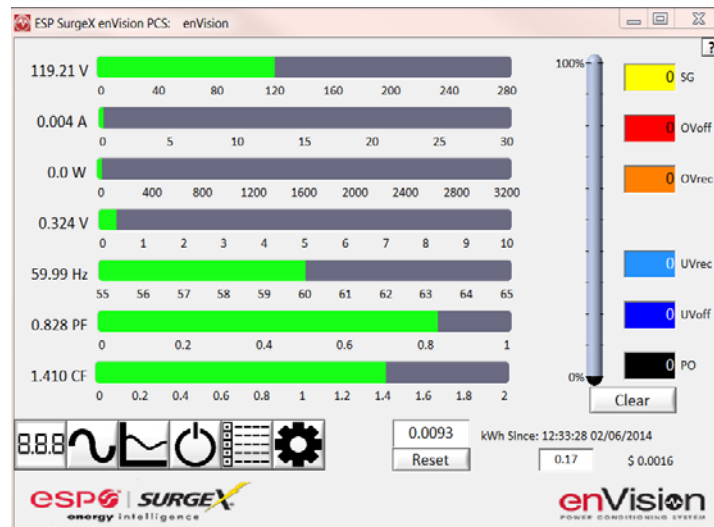 ESP SurgeX enVision PCS: enVision
?
119.21 V
0 40 80 120 160 200 240 280
0.004 A
0 5 10 15 20 25 30
0.0 W
0 400 800 1200 1600 2000 2400 2800 3200
0.324 V
0 1 2 3 4 5 6 7 8 9 10
59.99 Hz
55 56 57 58 59 60 61 62 63 64 65
0.828 PF
0 0.2 0.4 0.6 0.8 1
1.410 CF
0 0.2 0.4 0.6 0.8 1 1.2 1.4 1.6 1.8 2
100%
0%
0 SG
0 OVoff
0 OVrec
0 UVrec
0 UVoff
0 PO
Clear
8.8.8
0.0093 kWh Since: 12:33:28 02/06/2014
Reset 0.17 $ 0.0016
esp | SURGEX
energy intelligence
enVision
POWER CONDITIONING SYSTEM